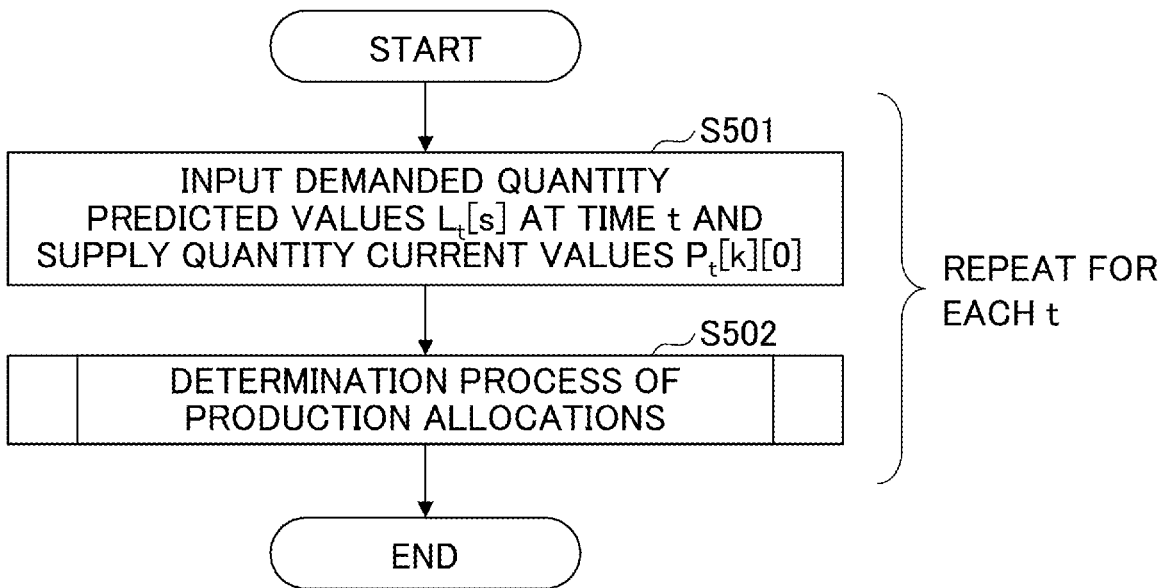 START
S501
INPUT DEMANDED QUANTITY
PREDICTED VALUES Lt[s] AT TIME t AND
SUPPLY QUANTITY CURRENT VALUES Pt[k][0]
REPEAT FOR
EACH t
S502
DETERMINATION PROCESS OF
PRODUCTION ALLOCATIONS
END